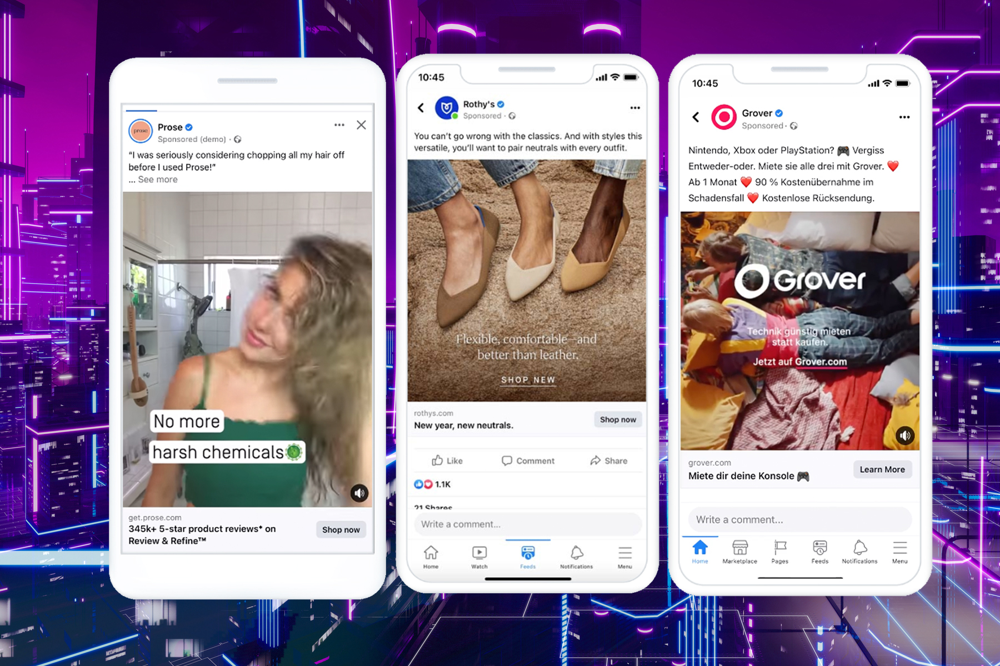 prose
Prose
Sponsored (demo) ·
“I was seriously considering chopping all my hair off
before I used Prose!”
... See more
No more
harsh chemicals
get.prose.com
345k+ 5-star product reviews* on
Review & Refine™
Shop now
10:45
Rothy's
Sponsored ·
You can't go wrong with the classics. And with styles this
versatile, you'll want to pair neutrals with every outfit.
Flexible, comfortable—and
better than leather.
SHOP NEW
rothys.com
New year, new neutrals.
Shop now
Like
Comment
Share
1.1K
21 Shares
Write a comment...
Home
Watch
Feeds
Notifications
Menu
10:45
Grover
Sponsored ·
Nintendo, Xbox oder PlayStation? 🎮 Vergiss
Entweder-oder. Miete sie alle drei mit Grover. ❤️
Ab 1 Monat ❤️ 90 % Kostenübernahme im
Schadensfall ❤️ Kostenlose Rücksendung.
Grover
Technik günstig mieten
statt kaufen.
Jetzt auf Grover.com
grover.com
Miete dir deine Konsole 🎮
Learn More
Write a comment...
Home
Marketplace
Pages
Feeds
Notifications
Menu